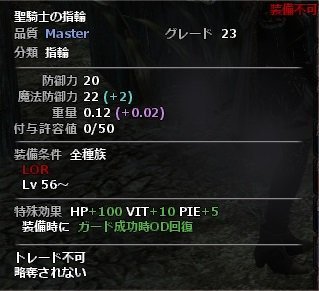 装備不可
聖騎士の指輪
品質 Master グレード 23
分類 指輪
防御力 20
魔法防御力 22 (+2)
重量 0.12 (+0.02)
付与許容値 0/50
装備条件 全種族
LOR
Lv 56～
特殊効果 HP+100 VIT+10 PIE+5
装備時に ガード成功時OD回復
トレード不可
略奪されない